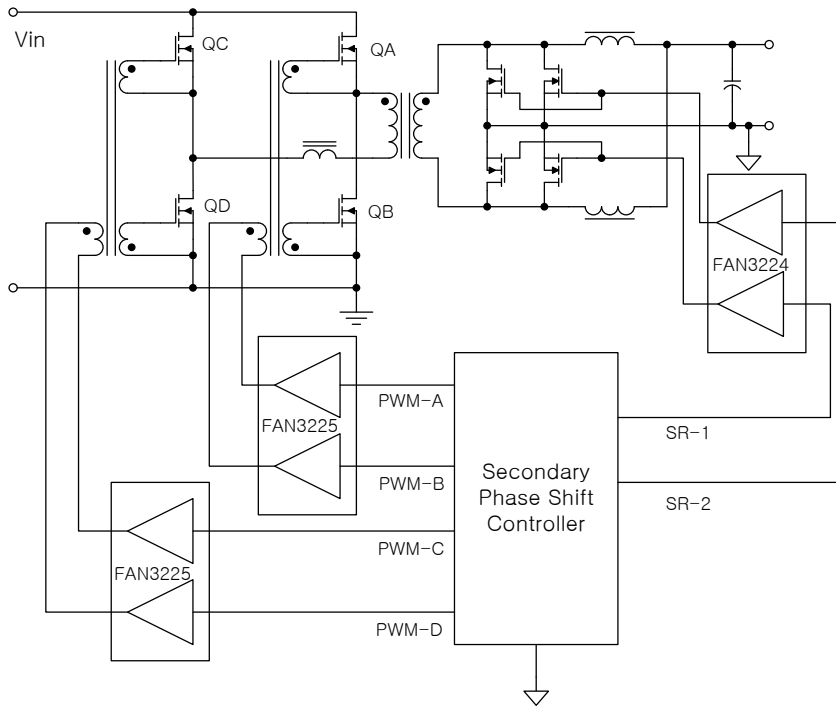 Vin
QC
QA
QD
QB
FAN3224
FAN3225
PWM-A
PWM-B
SR-1
SR-2
Secondary
Phase Shift
Controller
PWM-C
FAN3225
PWM-D